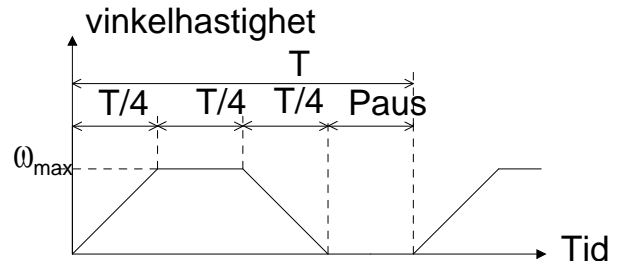 vinkelhastighet
T
T/4 T/4 T/4 Paus
ωmax
Tid